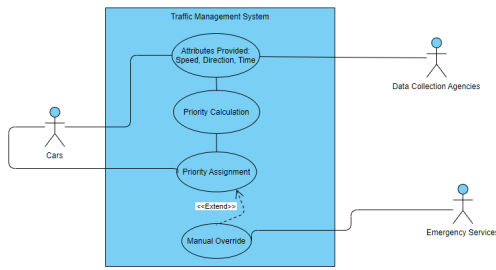 Traffic Management System
Attributes Provided:
Speed, Direction, Time
Data Collection Agencies
Priority Calculation
Cars
Priority Assignment
<<Extend>>
Emergency Services
Manual Override